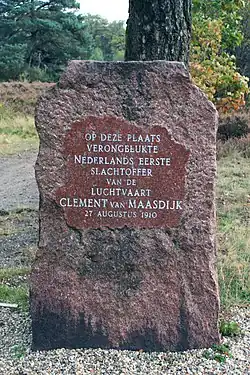 OP DEZE PLAATS
VERONGELUKTE
NEDERLANDS EERSTE
SLACHTOFFER
VAN DE
LUCHTVAART
CLEMENT VAN MAASDIJK
27 AUGUSTUS 1910